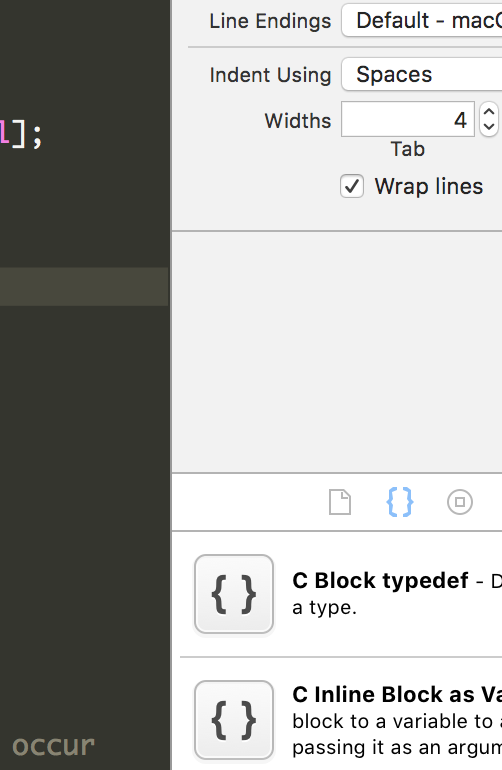 Line Endings Default - mac
Indent Using Spaces
];
Widths 4
Tab
Wrap lines
{ }
{ } C Block typedef - D
a type.
{ } C Inline Block as Va
block to a variable to a
occur passing it as an argum